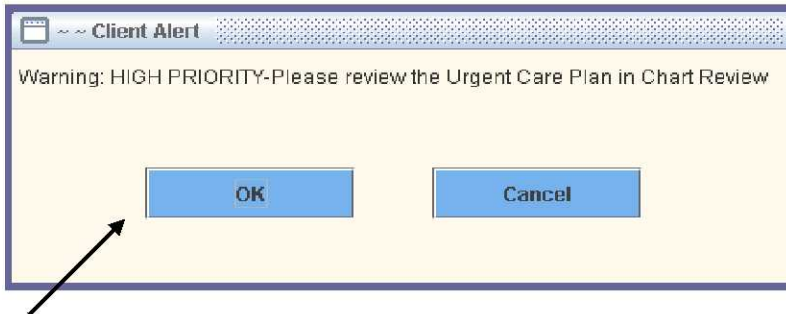 ~ ~ Client Alert
Warning: HIGH PRIORITY-Please review the Urgent Care Plan in Chart Review
OK
Cancel